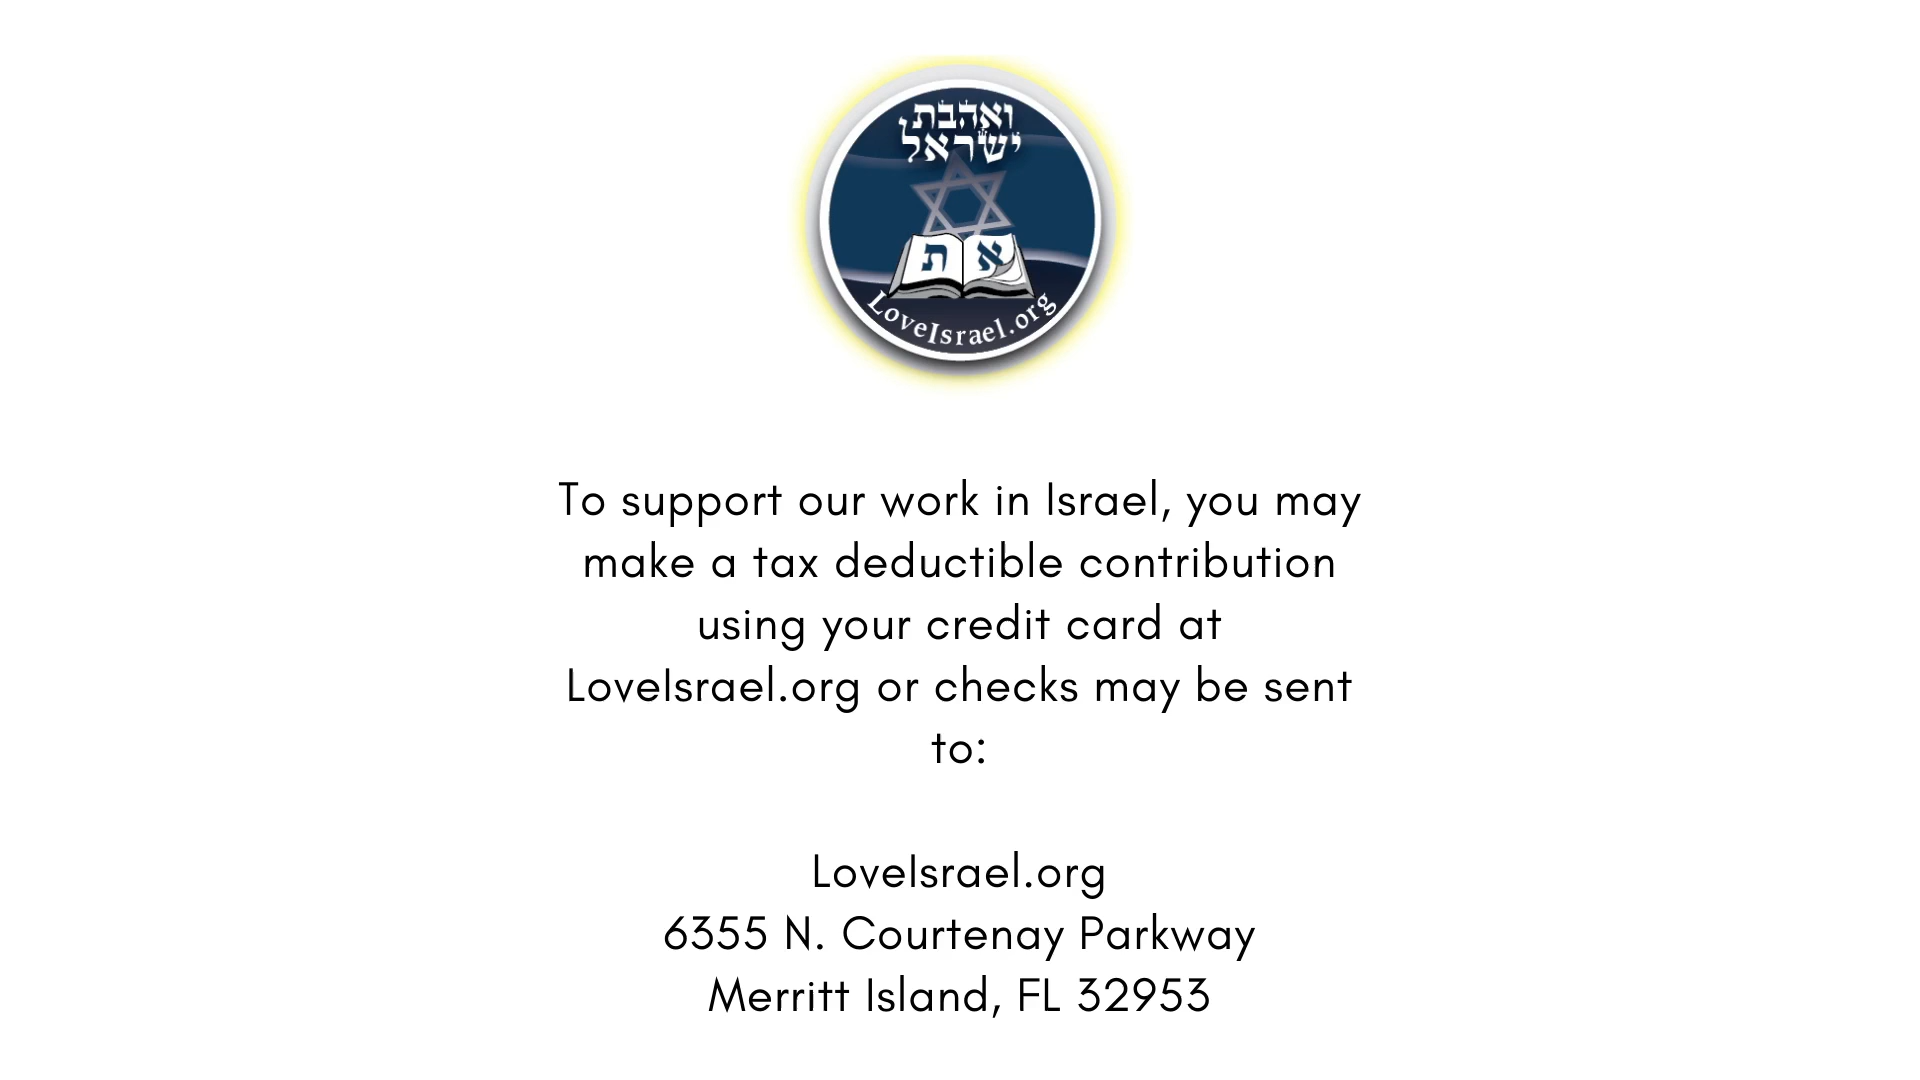 ואהבת
ישראל
ת א
LoveIsrael.org
To support our work in Israel, you may
make a tax deductible contribution
using your credit card at
LoveIsrael.org or checks may be sent
to:
LoveIsrael.org
6355 N. Courtenay Parkway
Merritt Island, FL 32953